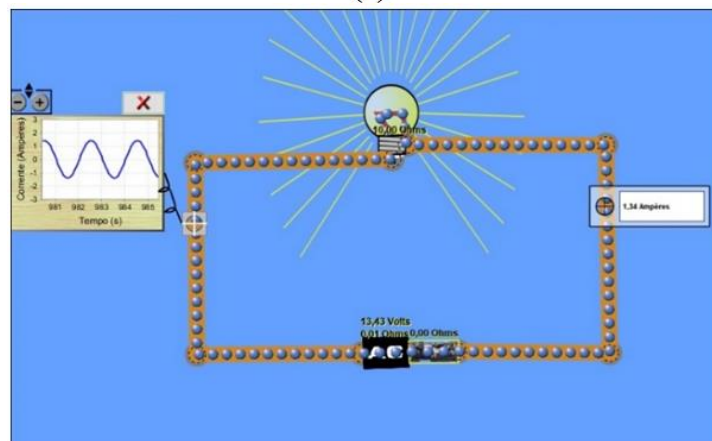 Corrente (Ampères)
3
2
1
0
-1
-2
-3
981 982 983 984 985
Tempo (s)
10,00 Ohms
1,34 Ampères
13,43 Volts
0,01 Ohms
0,00 Ohms
A.C